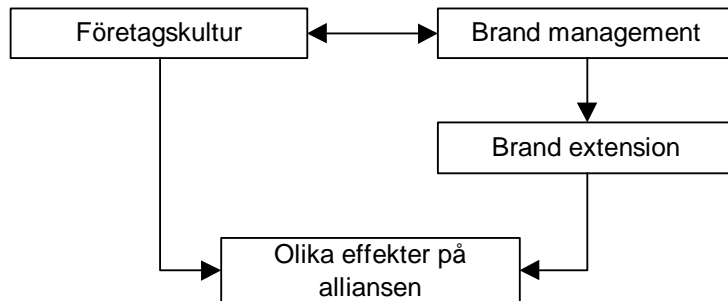 Företagskultur
Brand management
Brand extension
Olika effekter på
alliansen